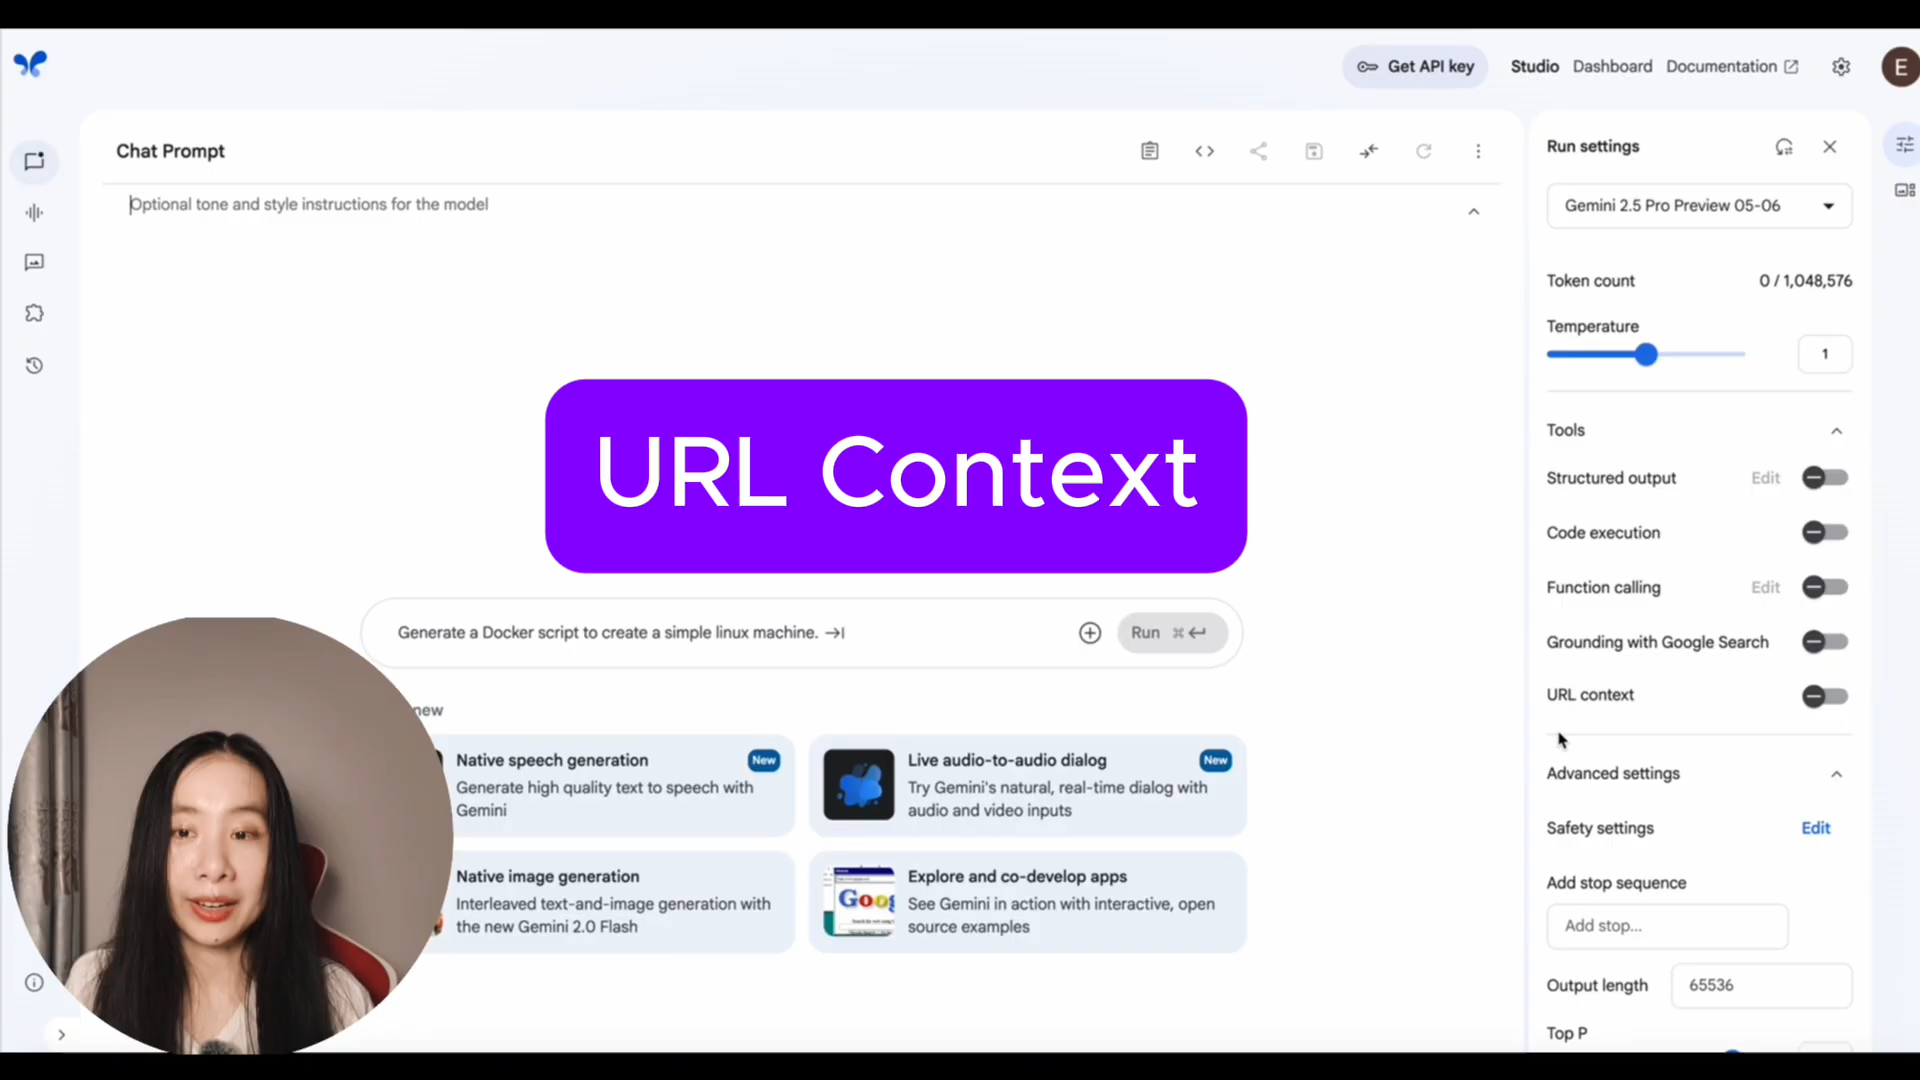 Get API key
Studio
Dashboard
Documentation
E
Chat Prompt
Optional tone and style instructions for the model
URL Context
Generate a Docker script to create a simple linux machine.
Run ⌘
new
Native speech generation
New
Generate high quality text to speech with
Gemini
Live audio-to-audio dialog
New
Try Gemini's natural, real-time dialog with
audio and video inputs
Native image generation
Interleaved text-and-image generation with
the new Gemini 2.0 Flash
Goo
Explore and co-develop apps
See Gemini in action with interactive, open
source examples
Run settings
Gemini 2.5 Pro Preview 05-06
Token count
0 / 1,048,576
Temperature
1
Tools
Structured output
Edit
Code execution
Function calling
Edit
Grounding with Google Search
URL context
Advanced settings
Safety settings
Edit
Add stop sequence
Add stop...
Output length
65536
Top P